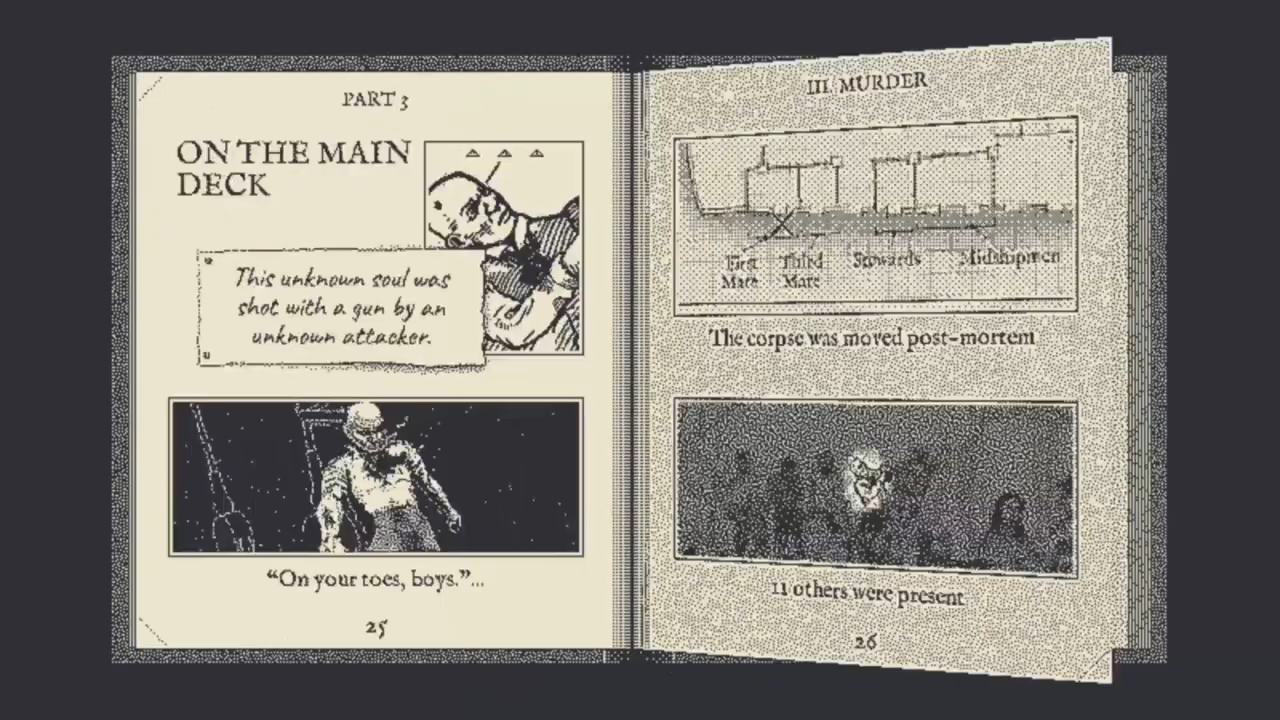 PART 3
ON THE MAIN
DECK
This unknown soul was
shot with a gun by an
unknown attacker.
“On your toes, boys.”...
25
III. MURDER
First
Mate
Third
Mate
Stewards
Midshipmen
The corpse was moved post-mortem
11 others were present
26